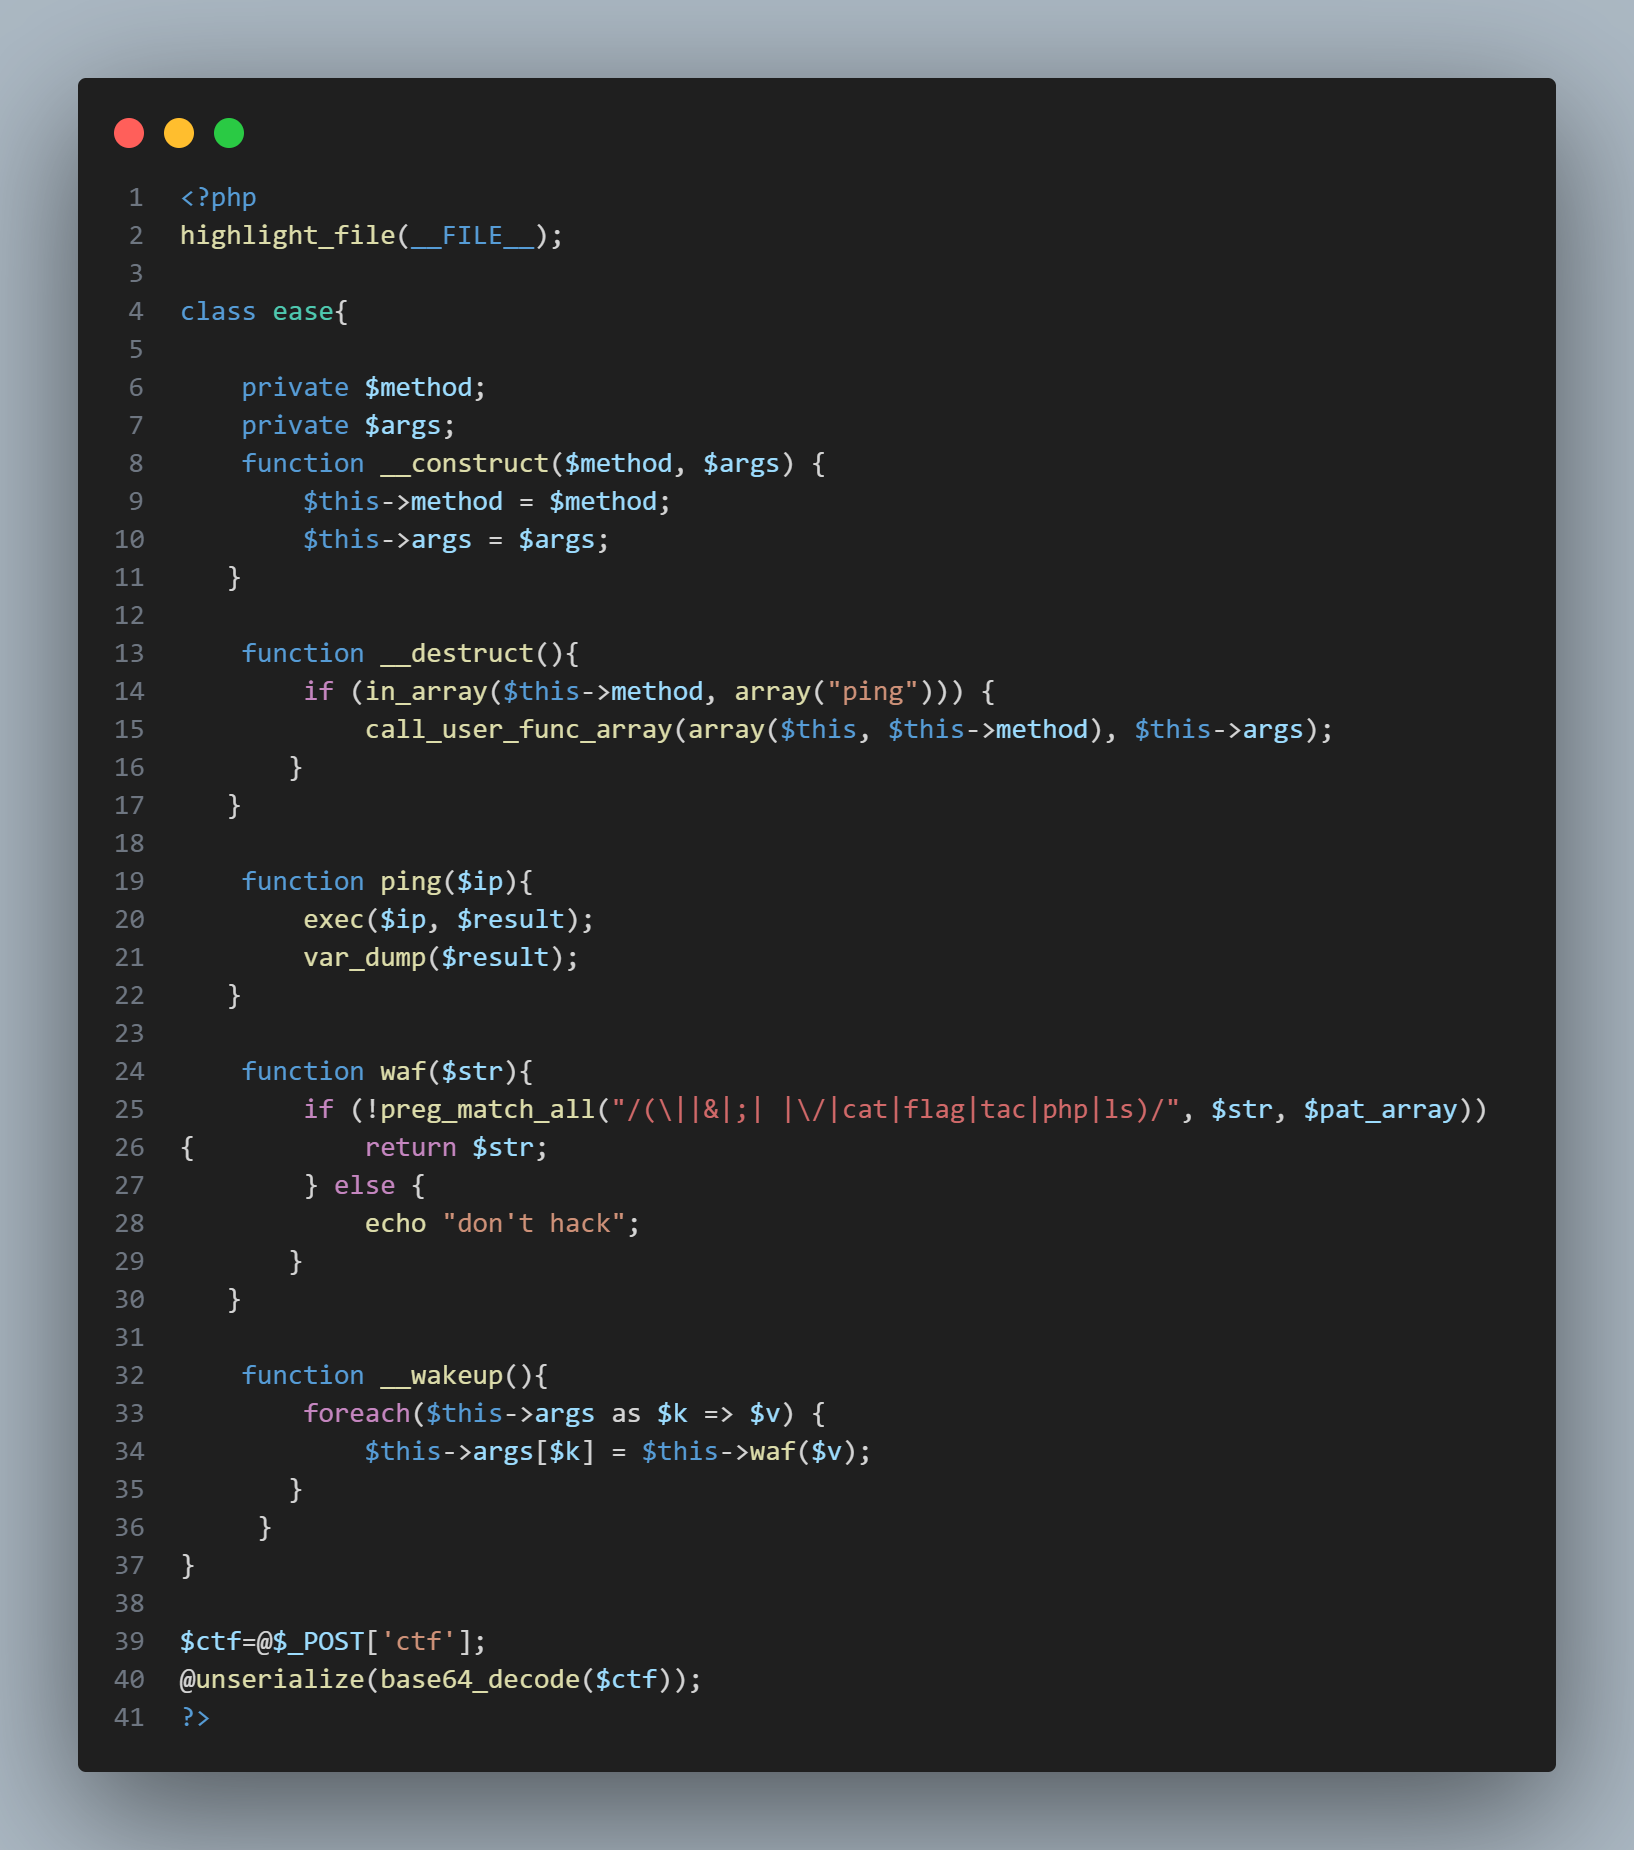 1 <?php
2 highlight_file(__FILE__);
3
4 class ease{
5
6     private $method;
7     private $args;
8     function __construct($method, $args) {
9         $this->method = $method;
10         $this->args = $args;
11    }
12
13     function __destruct(){
14         if (in_array($this->method, array("ping"))) {
15             call_user_func_array(array($this, $this->method), $this->args);
16        }
17    }
18
19     function ping($ip){
20         exec($ip, $result);
21         var_dump($result);
22    }
23
24     function waf($str){
25         if (!preg_match_all("/(\||&|;| |\/|cat|flag|tac|php|ls)/", $str, $pat_array))
26 {           return $str;
27         } else {
28             echo "don't hack";
29        }
30    }
31
32     function __wakeup(){
33         foreach($this->args as $k => $v) {
34             $this->args[$k] = $this->waf($v);
35        }
36      }
37 }
38
39 $ctf=@$_POST['ctf'];
40 @unserialize(base64_decode($ctf));
41 ?>